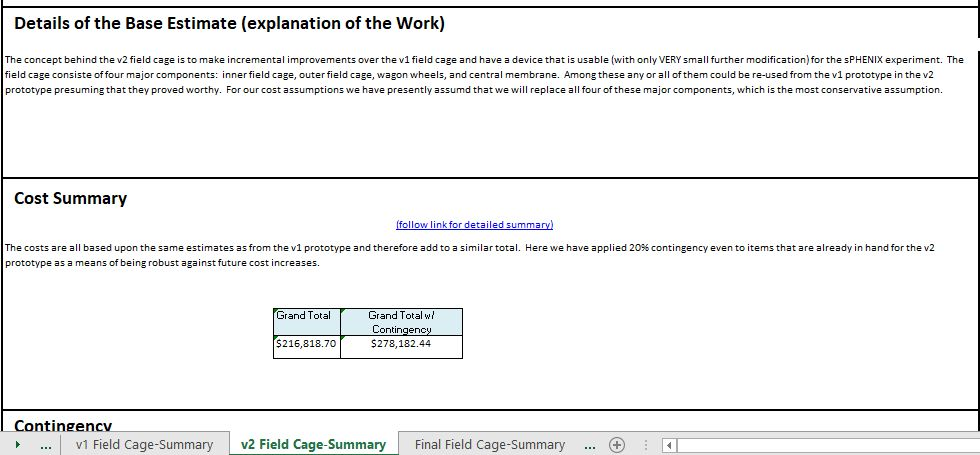 Details of the Base Estimate (explanation of the Work)
The concept behind the v2 field cage is to make incremental improvements over the v1 field cage and have a device that is usable (with only VERY small further modification) for the sPHENIX experiment. The
field cage consiste of four major components: inner field cage, outer field cage, wagon wheels, and central membrane. Among these any or all of them could be re-used from the v1 prototype in the v2
prototype presuming that they proved worthy. For our cost assumptions we have presently assumd that we will replace all four of these major components, which is the most conservative assumption.
Cost Summary
(follow link for detailed summary)
The costs are all based upon the same estimates as from the v1 prototype and therefore add to a similar total. Here we have applied 20% contingency even to items that are already in hand for the v2
prototype as a means of being robust against future cost increases.
Grand Total Grand Total w/
Contingency
$216,818.70 $278,182.44
Contingency
... v1 Field Cage-Summary v2 Field Cage-Summary Final Field Cage-Summary ...